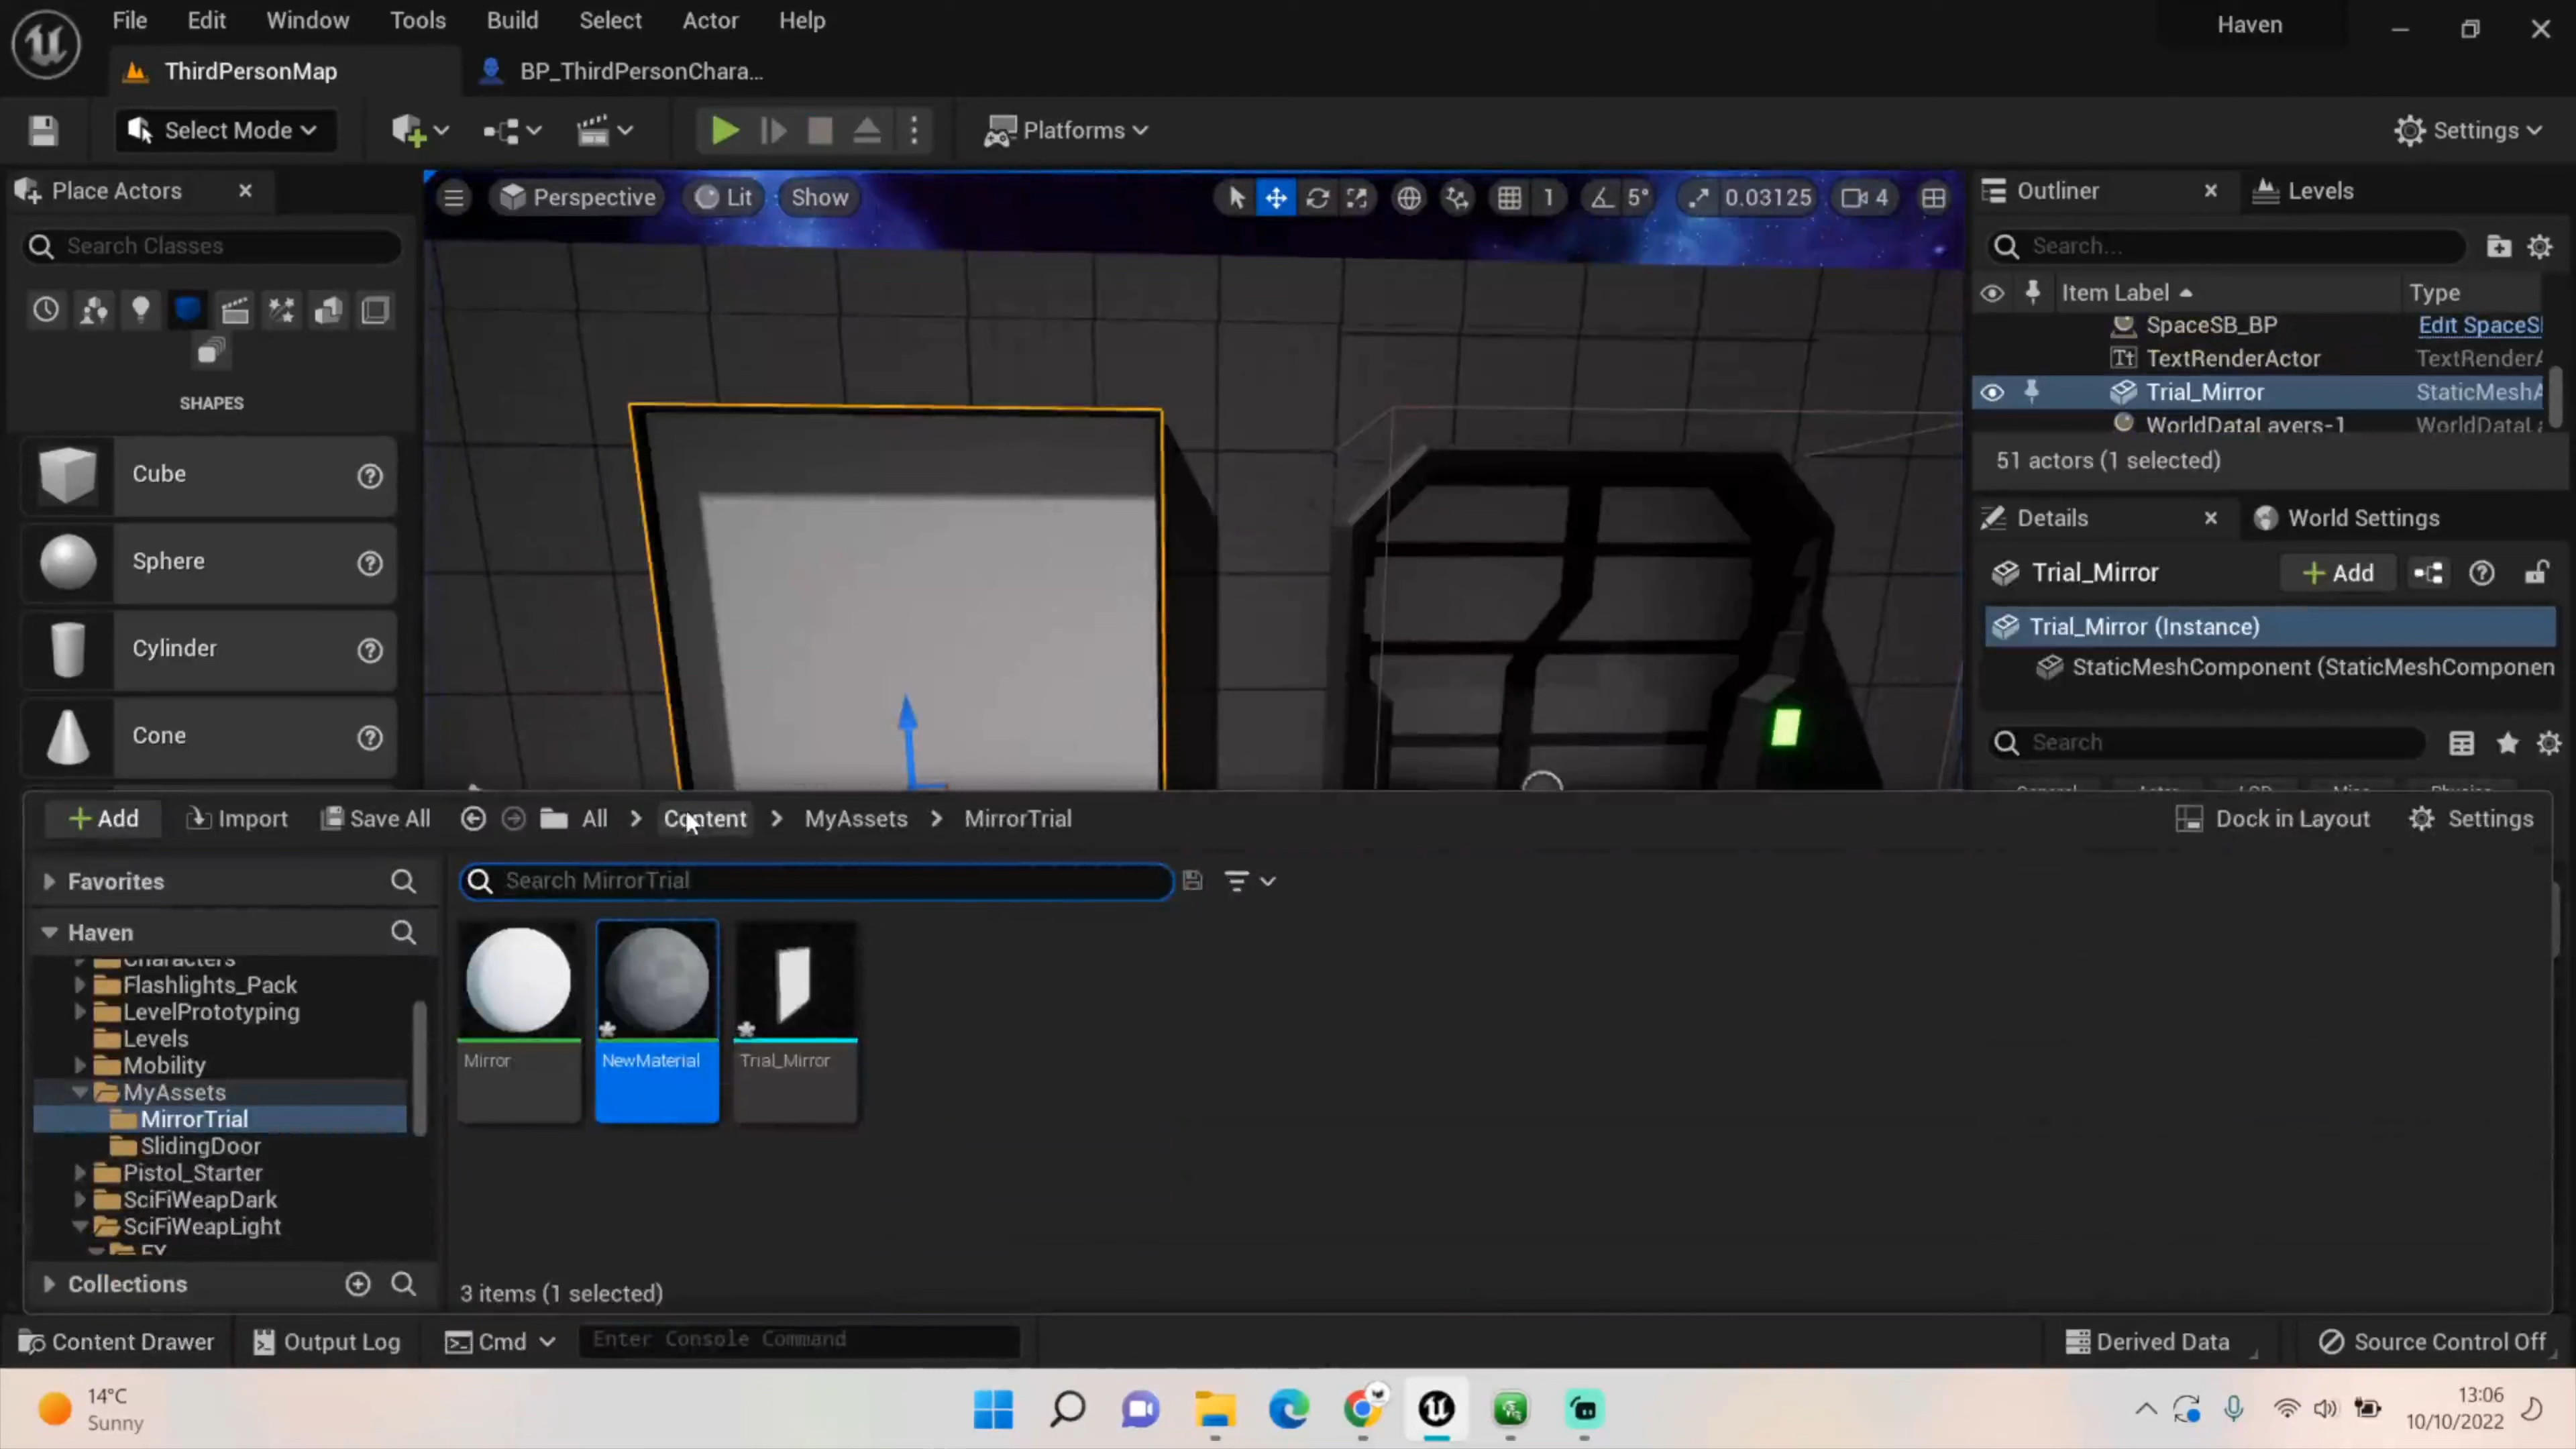 File Edit Window Tools Build Select Actor Help Haven
ThirdPersonMap BP_ThirdPersonChara...
Select Mode Platforms Settings
Place Actors
Search Classes
SHAPES
Cube
Sphere
Cylinder
Cone
Perspective Lit Show 1 5° 0.03125 4
Outliner Levels
Search...
Item Label Type
SpaceSB_BP Edit SpaceS
TextRenderActor TextRenderA
Trial_Mirror StaticMeshA
WorldDataLayers-1 WorldDataLa
51 actors (1 selected)
Details World Settings
Trial_Mirror Add
Trial_Mirror (Instance)
StaticMeshComponent (StaticMeshComponen
Search
Add Import Save All All Content MyAssets MirrorTrial Dock in Layout Settings
Favorites
Search MirrorTrial
Haven
Characters
Flashlights_Pack
LevelPrototyping
Levels
Mobility
MyAssets
MirrorTrial
SlidingDoor
Pistol_Starter
SciFiWeapDark
SciFiWeapLight
FX
Collections
Mirror NewMaterial Trial_Mirror
3 items (1 selected)
Content Drawer Output Log Cmd Enter Console Command Derived Data Source Control Off
14°C
Sunny
13:06
10/10/2022